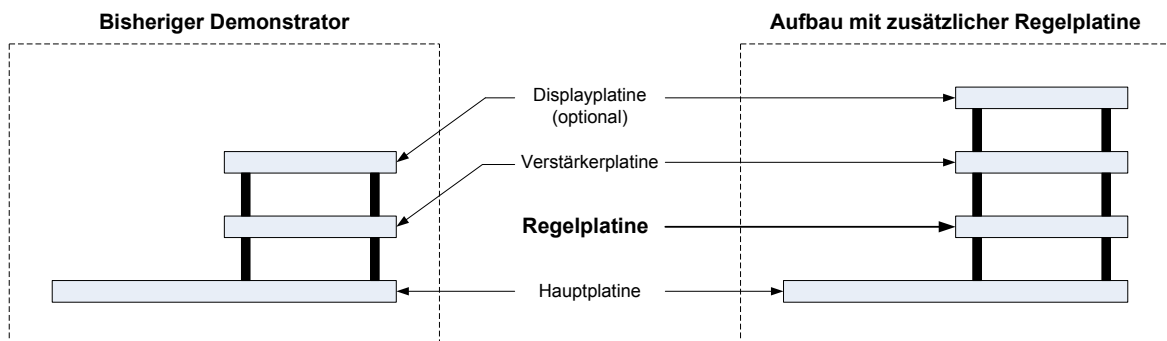 Bisheriger Demonstrator
Aufbau mit zusätzlicher Regelplatine
Displayplatine
(optional)
Verstärkerplatine
Regelplatine
Hauptplatine